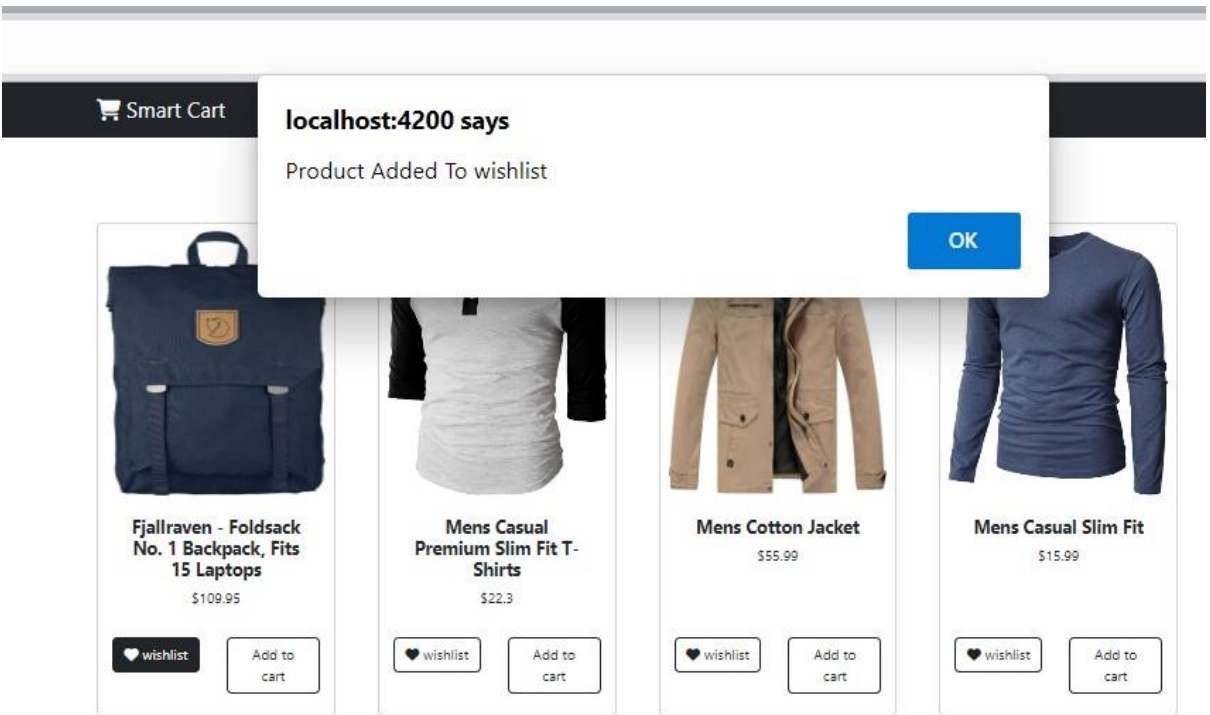 Smart Cart
localhost:4200 says
Product Added To wishlist
OK
Fjallraven - Foldsack
No. 1 Backpack, Fits
15 Laptops
$109.95
wishlist
Add to
cart
Mens Casual
Premium Slim Fit T-
Shirts
$22.3
wishlist
Add to
cart
Mens Cotton Jacket
$55.99
wishlist
Add to
cart
Mens Casual Slim Fit
$15.99
wishlist
Add to
cart